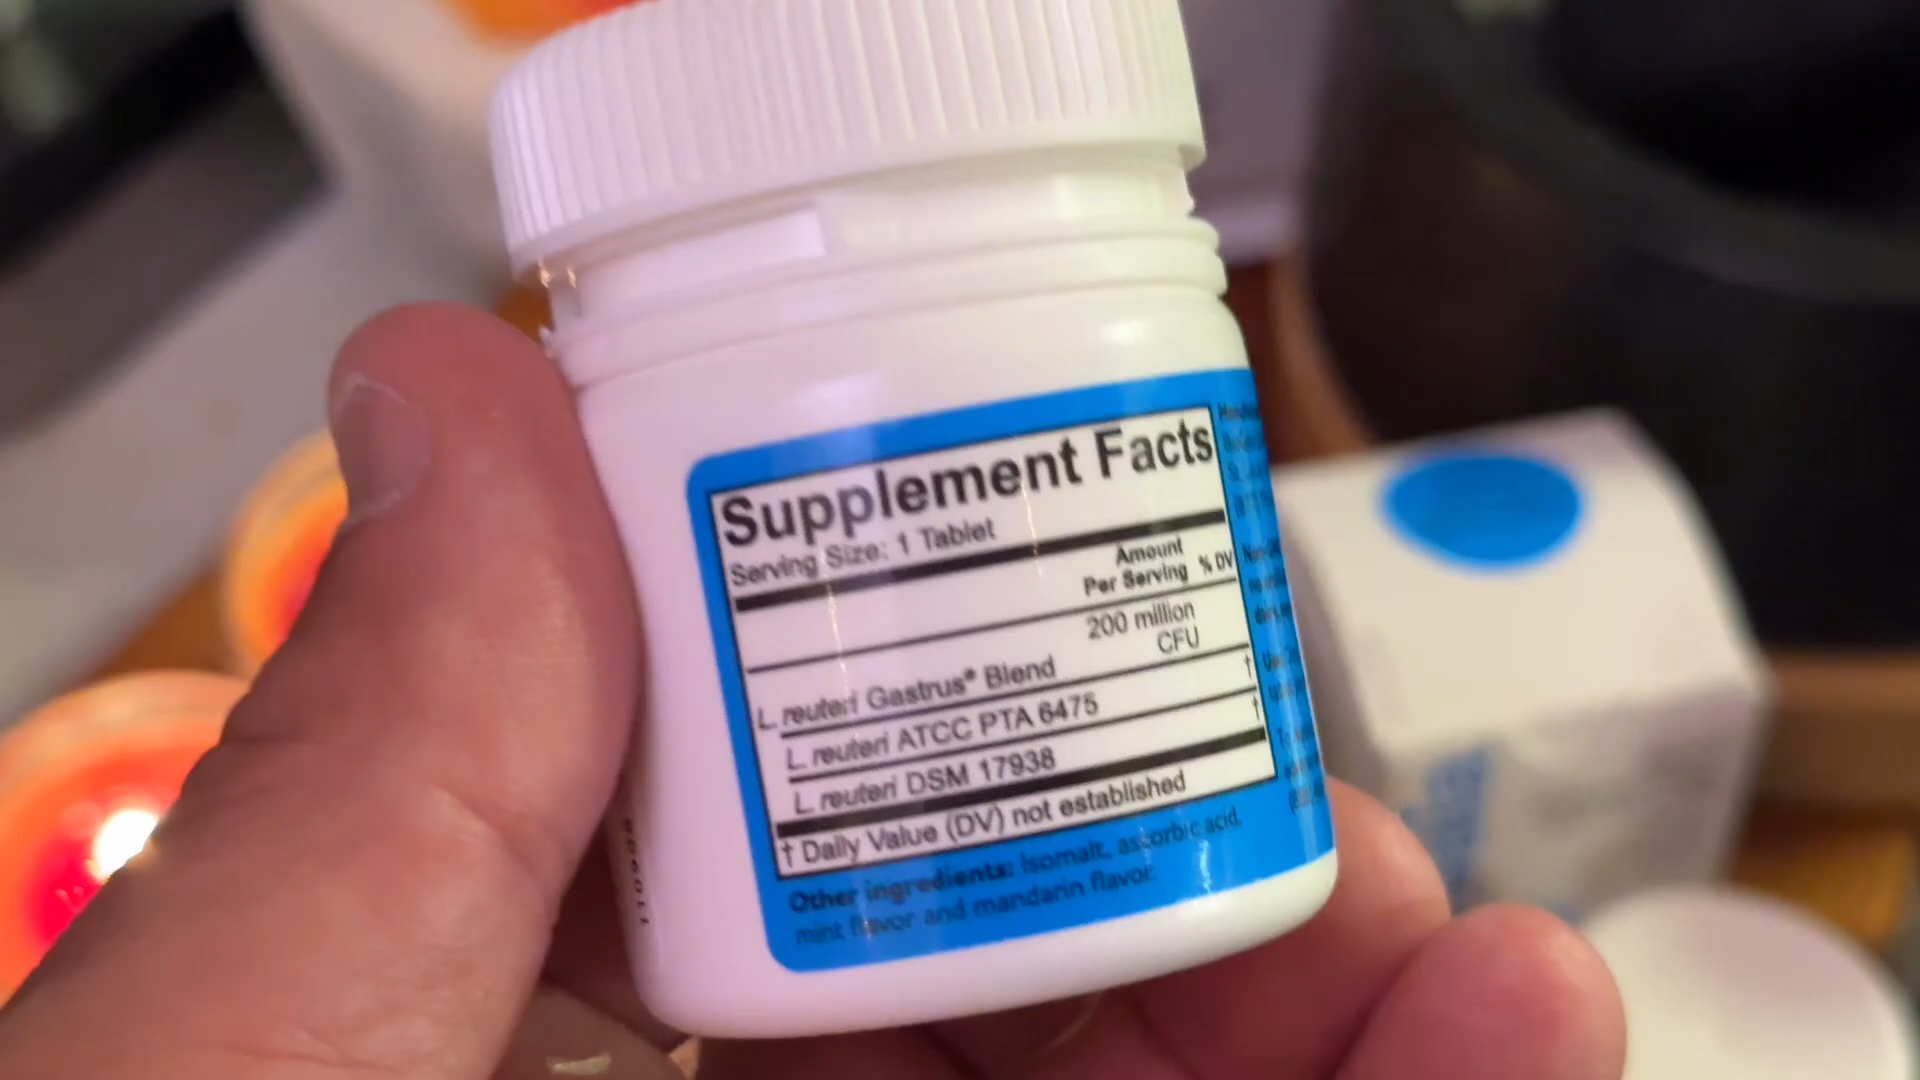 Supplement Facts
Serving Size: 1 Tablet
Amount
Per Serving % DV
200 million
CFU
L. reuteri Gastrus® Blend †
L. reuteri ATCC PTA 6475 †
L. reuteri DSM 17938
† Daily Value (DV) not established
Other ingredients: Isomalt, ascorbic acid,
mint flavor and mandarin flavor.